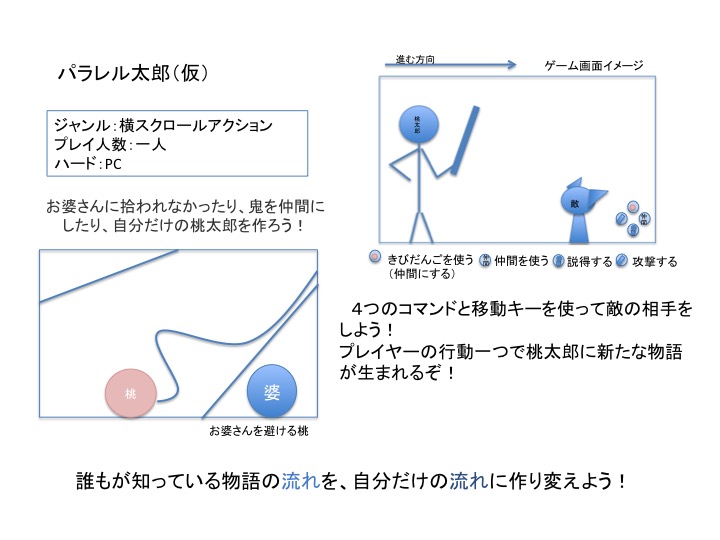 パラレル太郎（仮）
ジャンル：横スクロールアクション
プレイ人数：一人
ハード：PC
お婆さんに拾われなかったり、鬼を仲間に
したり、自分だけの桃太郎を作ろう！
桃
婆
お婆さんを避ける桃
進む方向
ゲーム画面イメージ
桃太郎
敵
仲間
きびだんごを使う
（仲間にする）
仲間
仲間を使う
説得する
攻撃する
４つのコマンドと移動キーを使って敵の相手を
しよう！
プレイヤーの行動一つで桃太郎に新たな物語
が生まれるぞ！
誰もが知っている物語の流れを、自分だけの流れに作り変えよう！